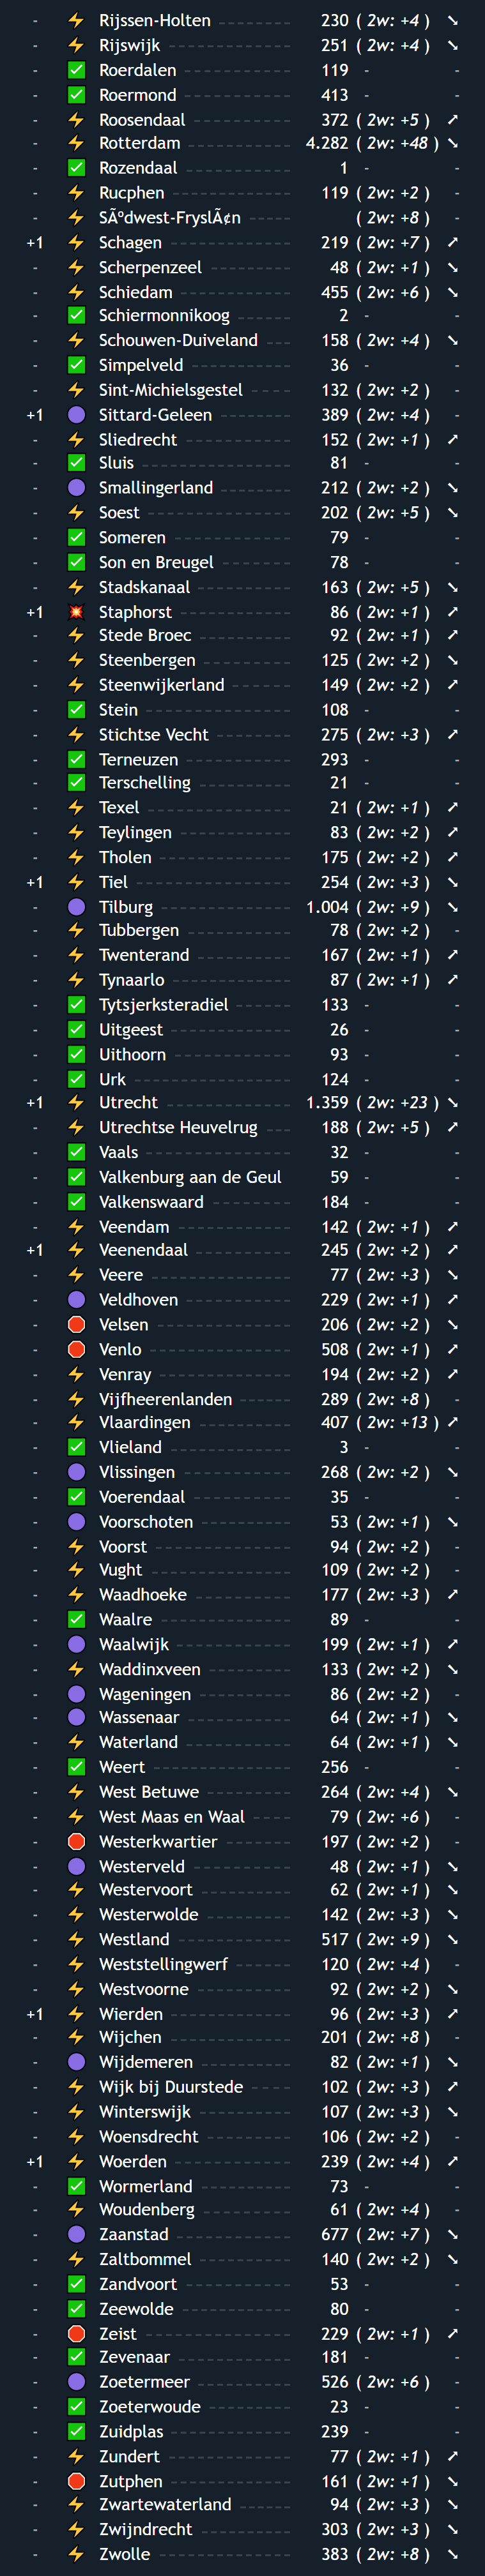 - ⚡ Rijssen-Holten 230 ( 2w: +4 ) ➘
- ⚡ Rijswijk 251 ( 2w: +4 ) ➘
- ✅ Roerdalen 119 - -
- ✅ Roermond 413 - -
- ⚡ Roosendaal 372 ( 2w: +5 ) ➚
- ⚡ Rotterdam 4.282 ( 2w: +48 ) ➘
- ✅ Rozendaal 1 - -
- ⚡ Rucphen 119 ( 2w: +2 ) -
- ⚡ SÃºdwest-FryslÃ¢n ( 2w: +8 ) -
+1 ⚡ Schagen 219 ( 2w: +7 ) ➚
- ⚡ Scherpenzeel 48 ( 2w: +1 ) ➘
- ⚡ Schiedam 455 ( 2w: +6 ) ➘
- ✅ Schiermonnikoog 2 - -
- ⚡ Schouwen-Duiveland 158 ( 2w: +4 ) ➘
- ✅ Simpelveld 36 - -
- ⚡ Sint-Michielsgestel 132 ( 2w: +2 ) -
+1 🟣 Sittard-Geleen 389 ( 2w: +4 ) -
- ⚡ Sliedrecht 152 ( 2w: +1 ) ➚
- ✅ Sluis 81 - -
- 🟣 Smallingerland 212 ( 2w: +2 ) ➘
- ⚡ Soest 202 ( 2w: +5 ) ➘
- ✅ Someren 79 - -
- ✅ Son en Breugel 78 - -
- ⚡ Stadskanaal 163 ( 2w: +5 ) ➘
+1 💥 Staphorst 86 ( 2w: +1 ) ➚
- ⚡ Stede Broec 92 ( 2w: +1 ) ➚
- ⚡ Steenbergen 125 ( 2w: +2 ) ➘
- ⚡ Steenwijkerland 149 ( 2w: +2 ) ➚
- ✅ Stein 108 - -
- ⚡ Stichtse Vecht 275 ( 2w: +3 ) ➚
- ✅ Terneuzen 293 - -
- ✅ Terschelling 21 - -
- ⚡ Texel 21 ( 2w: +1 ) ➚
- ⚡ Teylingen 83 ( 2w: +2 ) ➚
- ⚡ Tholen 175 ( 2w: +2 ) ➚
+1 ⚡ Tiel 254 ( 2w: +3 ) ➘
- 🟣 Tilburg 1.004 ( 2w: +9 ) ➘
- ⚡ Tubbergen 78 ( 2w: +2 ) -
- ⚡ Twenterand 167 ( 2w: +1 ) ➚
- ⚡ Tynaarlo 87 ( 2w: +1 ) ➚
- ✅ Tytsjerksteradiel 133 - -
- ✅ Uitgeest 26 - -
- ✅ Uithoorn 93 - -
- ✅ Urk 124 - -
+1 ⚡ Utrecht 1.359 ( 2w: +23 ) ➘
- ⚡ Utrechtse Heuvelrug 188 ( 2w: +5 ) ➚
- ✅ Vaals 32 - -
- ✅ Valkenburg aan de Geul 59 - -
- ✅ Valkenswaard 184 - -
- ⚡ Veendam 142 ( 2w: +1 ) ➚
+1 ⚡ Veenendaal 245 ( 2w: +2 ) ➚
- ⚡ Veere 77 ( 2w: +3 ) ➘
- 🟣 Veldhoven 229 ( 2w: +1 ) ➚
- 🛑 Velsen 206 ( 2w: +2 ) ➘
- 🛑 Venlo 508 ( 2w: +1 ) ➚
- ⚡ Venray 194 ( 2w: +2 ) ➚
- ⚡ Vijfheerenlanden 289 ( 2w: +8 ) -
- ⚡ Vlaardingen 407 ( 2w: +13 ) ➚
- ✅ Vlieland 3 - -
- 🟣 Vlissingen 268 ( 2w: +2 ) ➘
- ✅ Voerendaal 35 - -
- 🟣 Voorschoten 53 ( 2w: +1 ) ➘
- ⚡ Voorst 94 ( 2w: +2 ) -
- ⚡ Vught 109 ( 2w: +2 ) -
- ⚡ Waadhoeke 177 ( 2w: +3 ) ➚
- ✅ Waalre 89 - -
- 🟣 Waalwijk 199 ( 2w: +1 ) ➚
- ⚡ Waddinxveen 133 ( 2w: +2 ) ➘
- 🟣 Wageningen 86 ( 2w: +2 ) -
- 🟣 Wassenaar 64 ( 2w: +1 ) ➘
- ⚡ Waterland 64 ( 2w: +1 ) ➘
- ✅ Weert 256 - -
- ⚡ West Betuwe 264 ( 2w: +4 ) ➘
- ⚡ West Maas en Waal 79 ( 2w: +6 ) -
- 🛑 Westerkwartier 197 ( 2w: +2 ) -
- 🟣 Westerveld 48 ( 2w: +1 ) ➘
- ⚡ Westervoort 62 ( 2w: +1 ) ➘
- ⚡ Westerwolde 142 ( 2w: +3 ) ➘
- ⚡ Westland 517 ( 2w: +9 ) ➘
- ⚡ Weststellingwerf 120 ( 2w: +4 ) -
- ⚡ Westvoorne 92 ( 2w: +2 ) ➘
+1 ⚡ Wierden 96 ( 2w: +3 ) ➚
- ⚡ Wijchen 201 ( 2w: +8 ) -
- 🟣 Wijdemeren 82 ( 2w: +1 ) ➘
- ⚡ Wijk bij Duurstede 102 ( 2w: +3 ) ➚
- ⚡ Winterswijk 107 ( 2w: +3 ) ➘
- ⚡ Woensdrecht 106 ( 2w: +2 ) -
+1 ⚡ Woerden 239 ( 2w: +4 ) ➚
- ✅ Wormerland 73 - -
- ⚡ Woudenberg 61 ( 2w: +4 ) -
- 🟣 Zaanstad 677 ( 2w: +7 ) ➘
- ⚡ Zaltbommel 140 ( 2w: +2 ) ➘
- ✅ Zandvoort 53 - -
- ✅ Zeewolde 80 - -
- 🛑 Zeist 229 ( 2w: +1 ) ➚
- ✅ Zevenaar 181 - -
- 🟣 Zoetermeer 526 ( 2w: +6 ) -
- ✅ Zoeterwoude 23 - -
- ✅ Zuidplas 239 - -
- ⚡ Zundert 77 ( 2w: +1 ) ➚
- 🛑 Zutphen 161 ( 2w: +1 ) ➘
- ⚡ Zwartewaterland 94 ( 2w: +3 ) ➘
- ⚡ Zwijndrecht 303 ( 2w: +3 ) ➘
- ⚡ Zwolle 383 ( 2w: +8 ) ➘